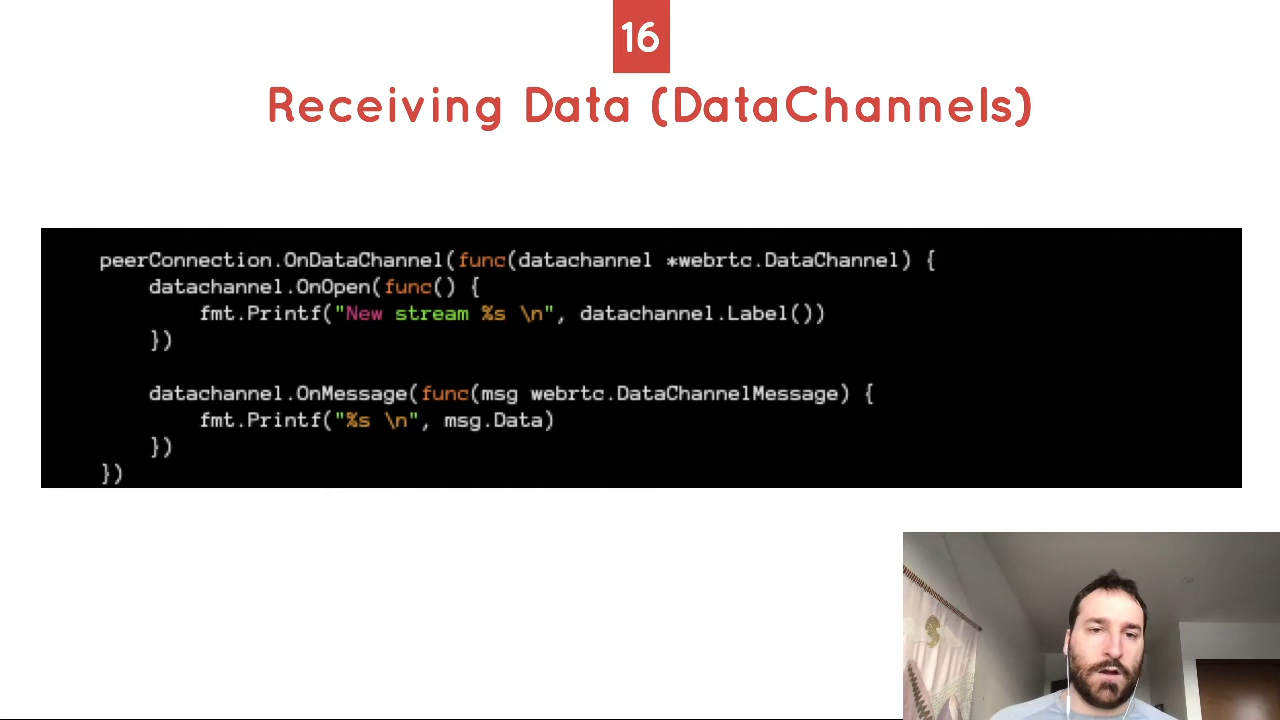 16
Receiving Data (DataChannels)
peerConnection.OnDataChannel(func(datachannel *webrtc.DataChannel) {
datachannel.OnOpen(func() {
fmt.Printf("New stream %s \n", datachannel.Label())
})
datachannel.OnMessage(func(msg webrtc.DataChannelMessage) {
fmt.Printf("%s \n", msg.Data)
})
})